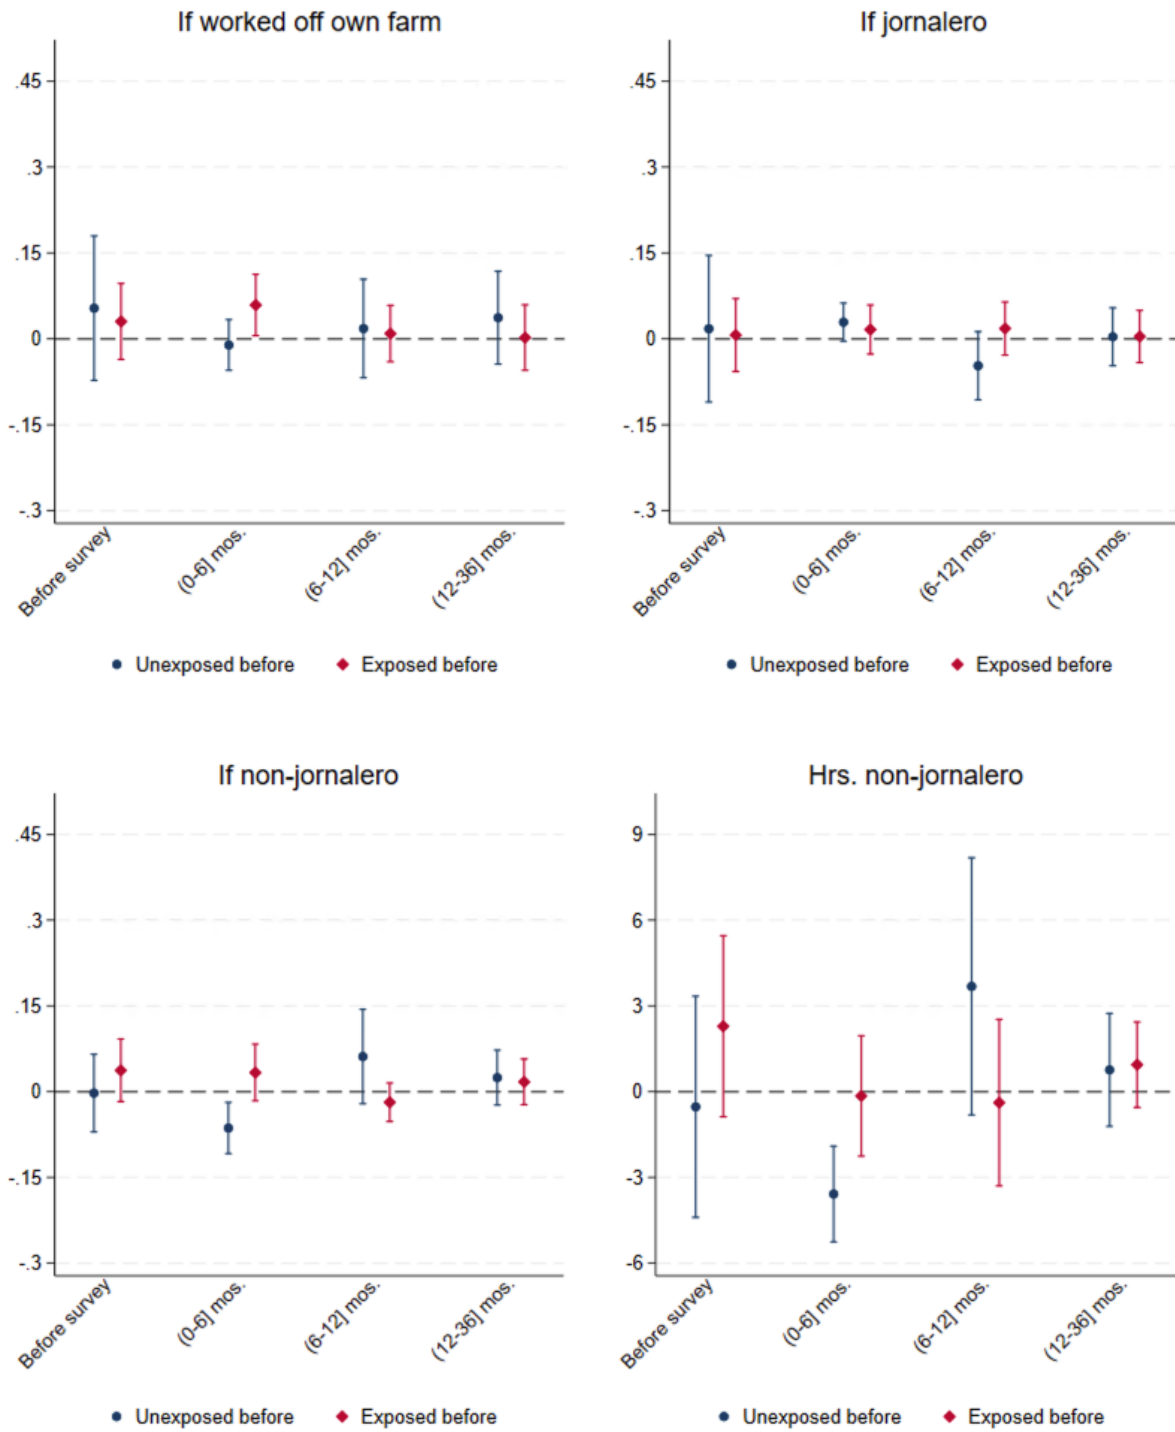 If worked off own farm
.45
.3
.15
0
-.15
-.3
Before survey
(0-6] mos.
(6-12] mos.
(12-36] mos.
Unexposed before
Exposed before
If jornalero
.45
.3
.15
0
-.15
-.3
Before survey
(0-6] mos.
(6-12] mos.
(12-36] mos.
Unexposed before
Exposed before
If non-jornalero
.45
.3
.15
0
-.15
-.3
Before survey
(0-6] mos.
(6-12] mos.
(12-36] mos.
Unexposed before
Exposed before
Hrs. non-jornalero
9
6
3
0
-3
-6
Before survey
(0-6] mos.
(6-12] mos.
(12-36] mos.
Unexposed before
Exposed before